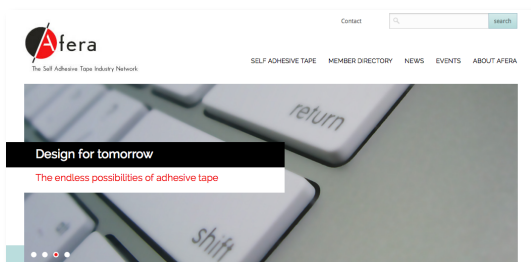 Contact
search
Afera
The Self Adhesive Tape Industry Network
SELF ADHESIVE TAPE MEMBER DIRECTORY NEWS EVENTS ABOUT AFERA
return
Design for tomorrow
The endless possibilities of adhesive tape
shift